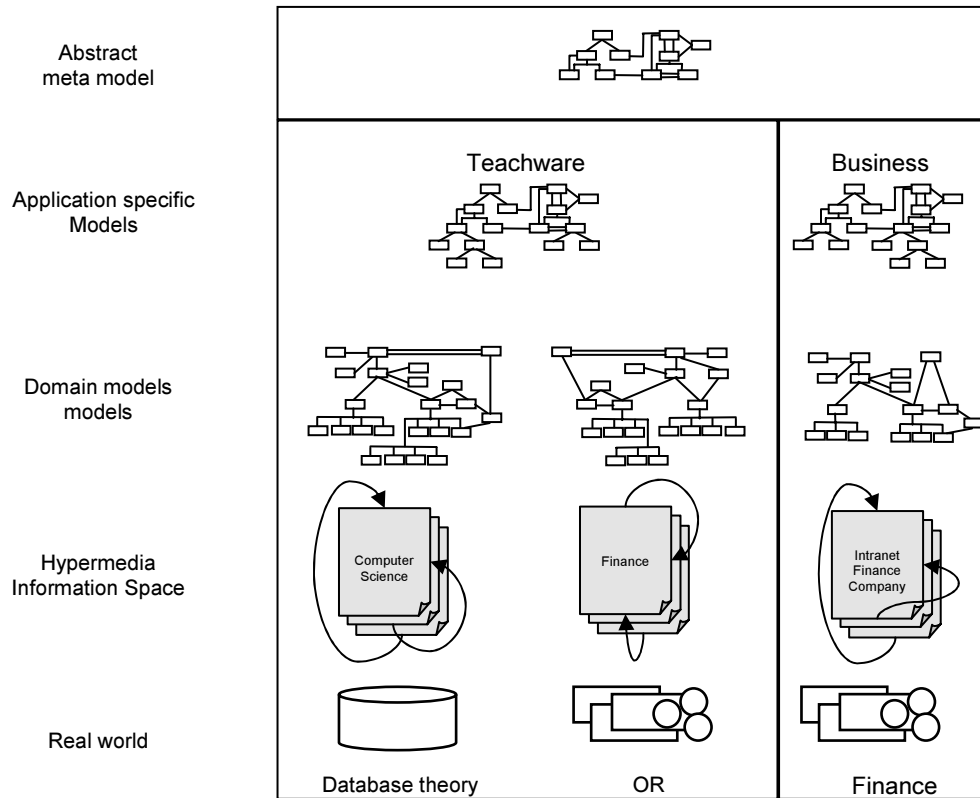 Abstract
meta model
Teachware
Business
Application specific
Models
Domain models
models
Computer
Science
Finance
Intranet
Finance
Company
Hypermedia
Information Space
Real world
Database theory
OR
Finance